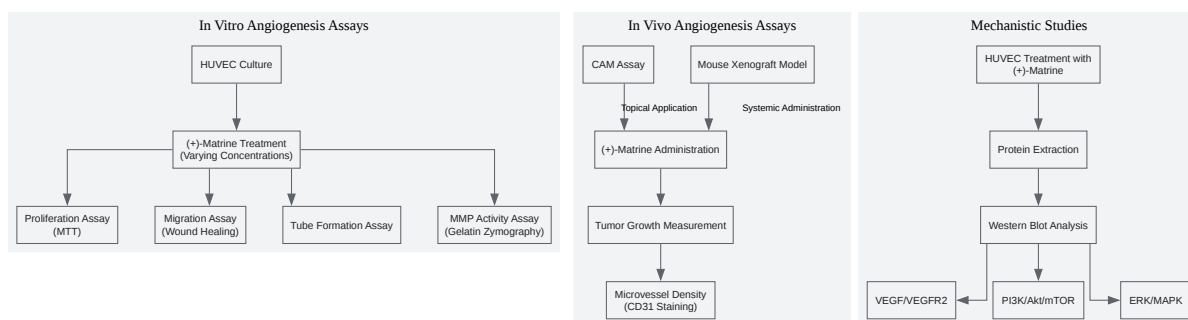 In Vitro Angiogenesis Assays
HUVEC Culture
(+)-Matrine Treatment
(Varying Concentrations)
Proliferation Assay
(MTT)
Migration Assay
(Wound Healing)
Tube Formation Assay
MMP Activity Assay
(Gelatin Zymography)
In Vivo Angiogenesis Assays
CAM Assay
Mouse Xenograft Model
Topical Application
Systemic Administration
(+)-Matrine Administration
Tumor Growth Measurement
Microvessel Density
(CD31 Staining)
Mechanistic Studies
HUVEC Treatment with
(+)-Matrine
Protein Extraction
Western Blot Analysis
VEGF/VEGFR2
PI3K/Akt/mTOR
ERK/MAPK